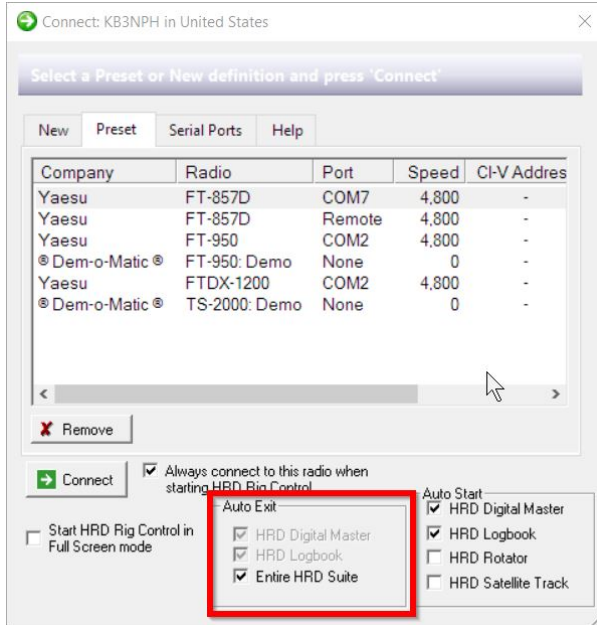 Connect: KB3NPH in United States
Select a Preset or New definition and press 'Connect'
New Preset Serial Ports Help
Company Radio Port Speed CI-V Addres
Yaesu FT-857D COM7 4,800 -
Yaesu FT-857D Remote 4,800 -
Yaesu FT-950 COM2 4,800 -
® Dem-o-Matic ® FT-950: Demo None 0 -
Yaesu FTDX-1200 COM2 4,800 -
® Dem-o-Matic ® TS-2000: Demo None 0 -
Remove
Connect
Always connect to this radio when
starting HRD Rig Control
Start HRD Rig Control in
Full Screen mode
Auto Exit
HRD Digital Master
HRD Logbook
Entire HRD Suite
Auto Start
HRD Digital Master
HRD Logbook
HRD Rotator
HRD Satellite Track